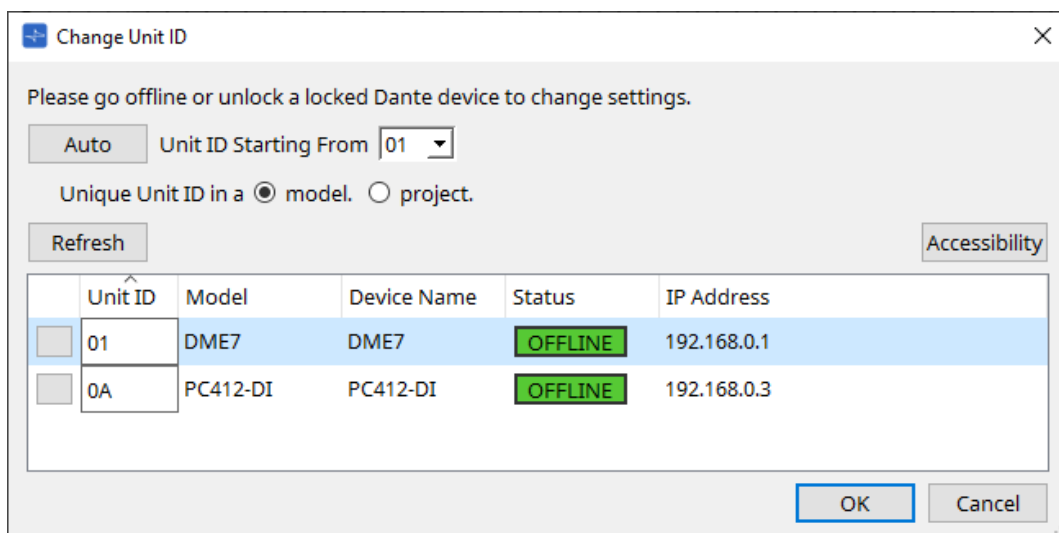 Change Unit ID
Please go offline or unlock a locked Dante device to change settings.
Auto Unit ID Starting From 01
Unique Unit ID in a model. project.
Refresh Accessibility
Unit ID Model Device Name Status IP Address
01 DME7 DME7 OFFLINE 192.168.0.1
0A PC412-DI PC412-DI OFFLINE 192.168.0.3
OK Cancel